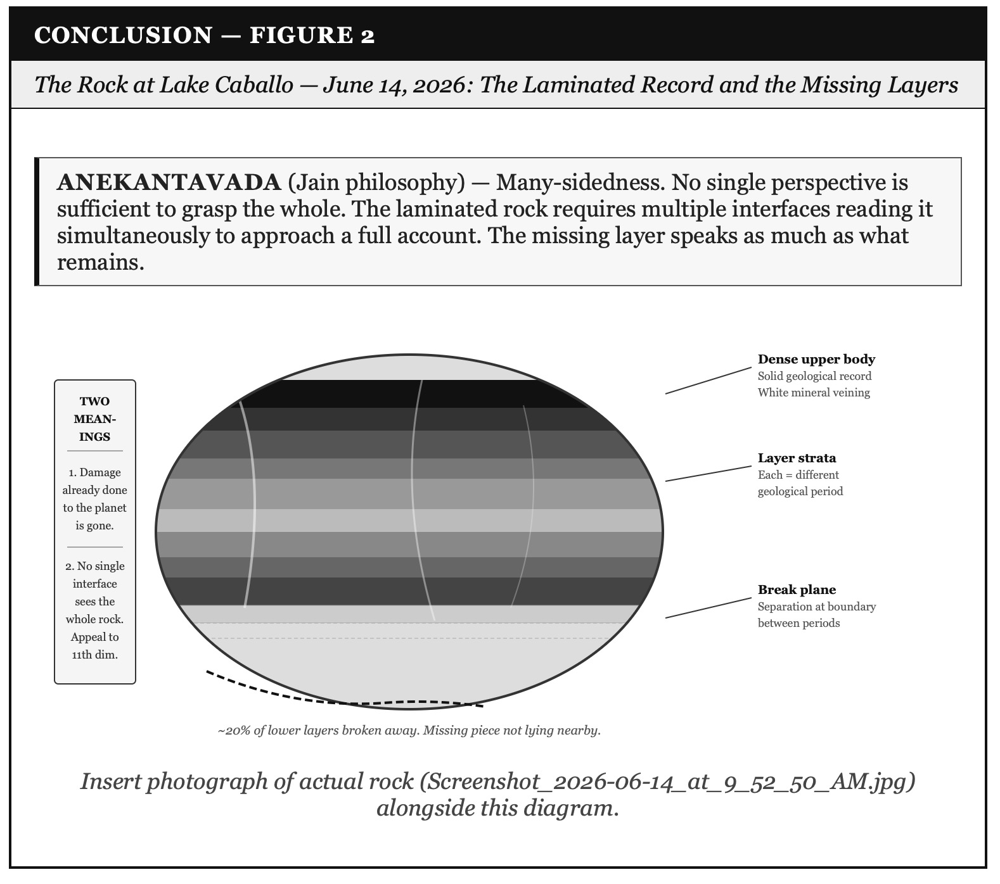 CONCLUSION — FIGURE 2
The Rock at Lake Caballo — June 14, 2026: The Laminated Record and the Missing Layers
ANEKANTAVADA (Jain philosophy) — Many-sidedness. No single perspective is
sufficient to grasp the whole. The laminated rock requires multiple interfaces reading it
simultaneously to approach a full account. The missing layer speaks as much as what
remains.
TWO
MEAN-
INGS
1. Damage
already done
to the planet
is gone.
2. No single
interface
sees the
whole rock.
Appeal to
11th dim.
Dense upper body
Solid geological record
White mineral veining
Layer strata
Each = different
geological period
Break plane
Separation at boundary
between periods
~20% of lower layers broken away. Missing piece not lying nearby.
Insert photograph of actual rock (Screenshot_2026-06-14_at_9_52_50_AM.jpg)
alongside this diagram.